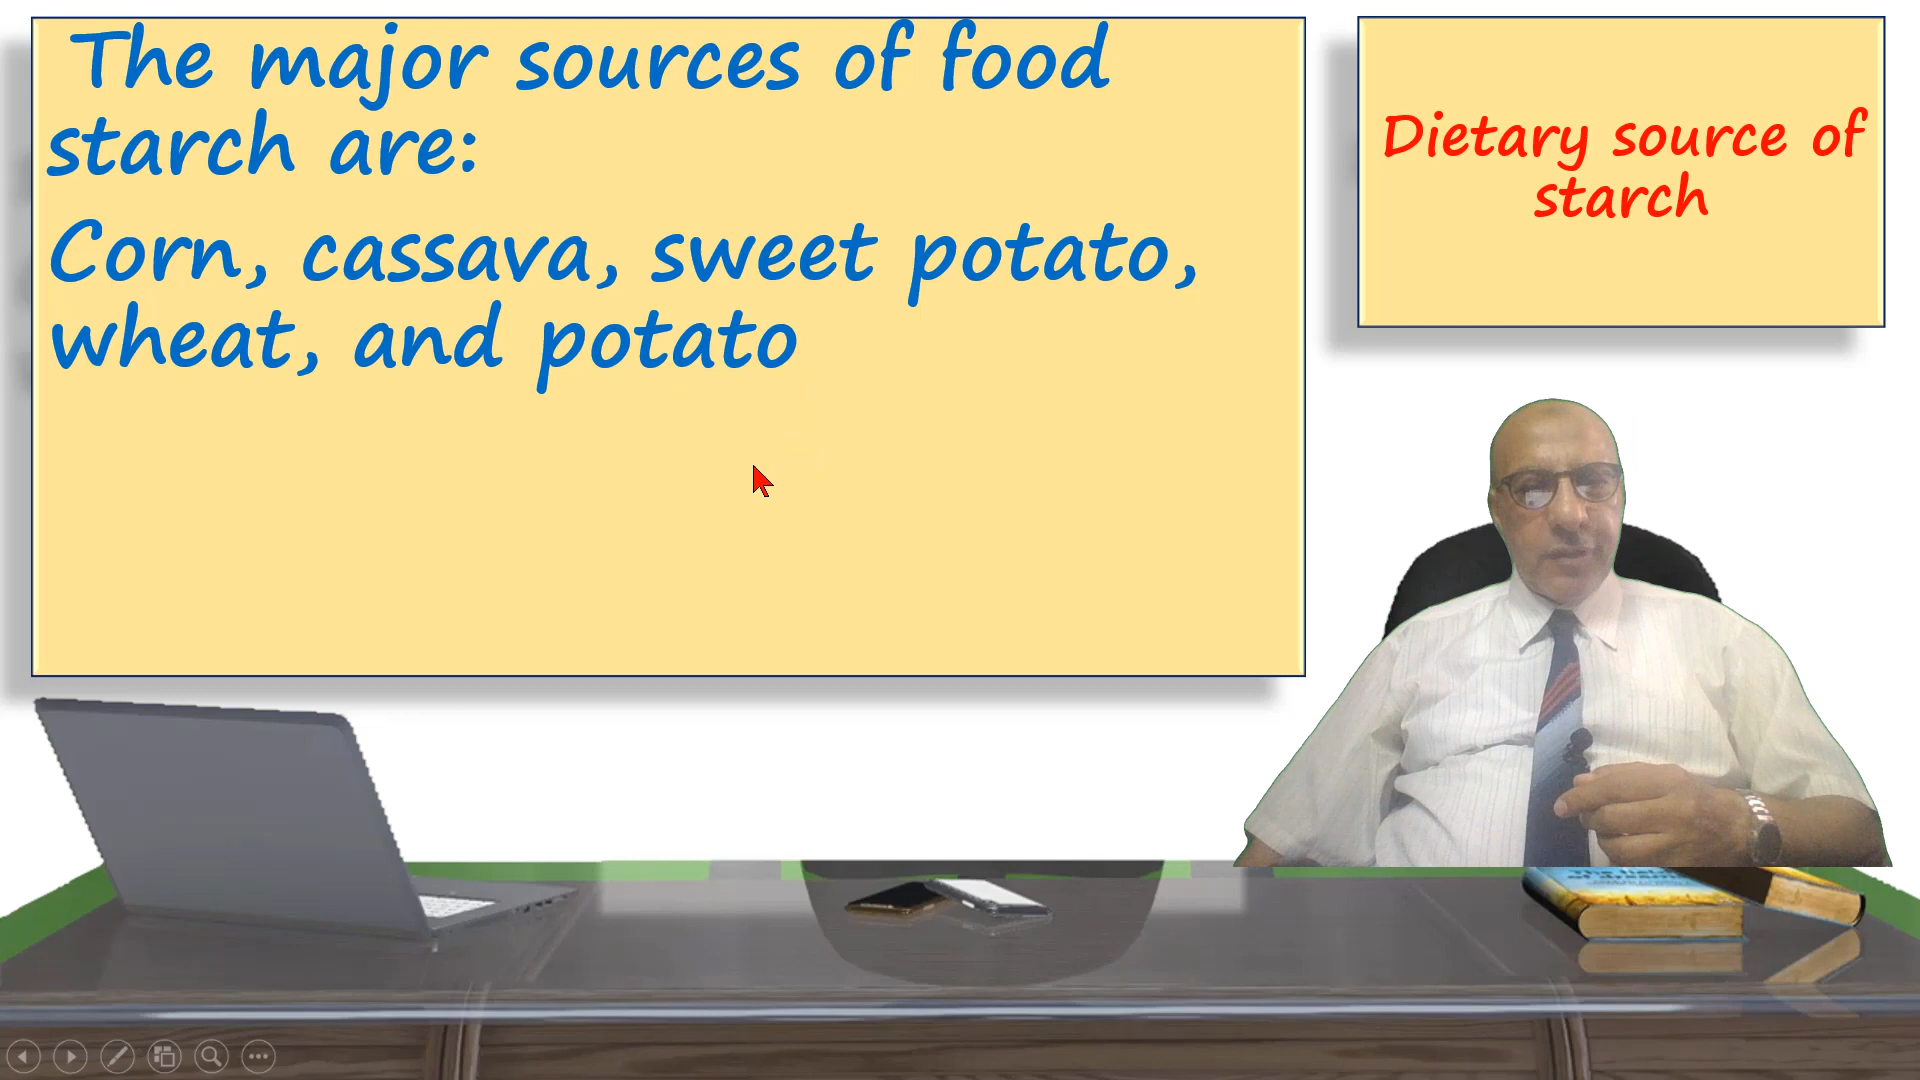 The major sources of food
starch are:
Corn, cassava, sweet potato,
wheat, and potato
Dietary source of
starch